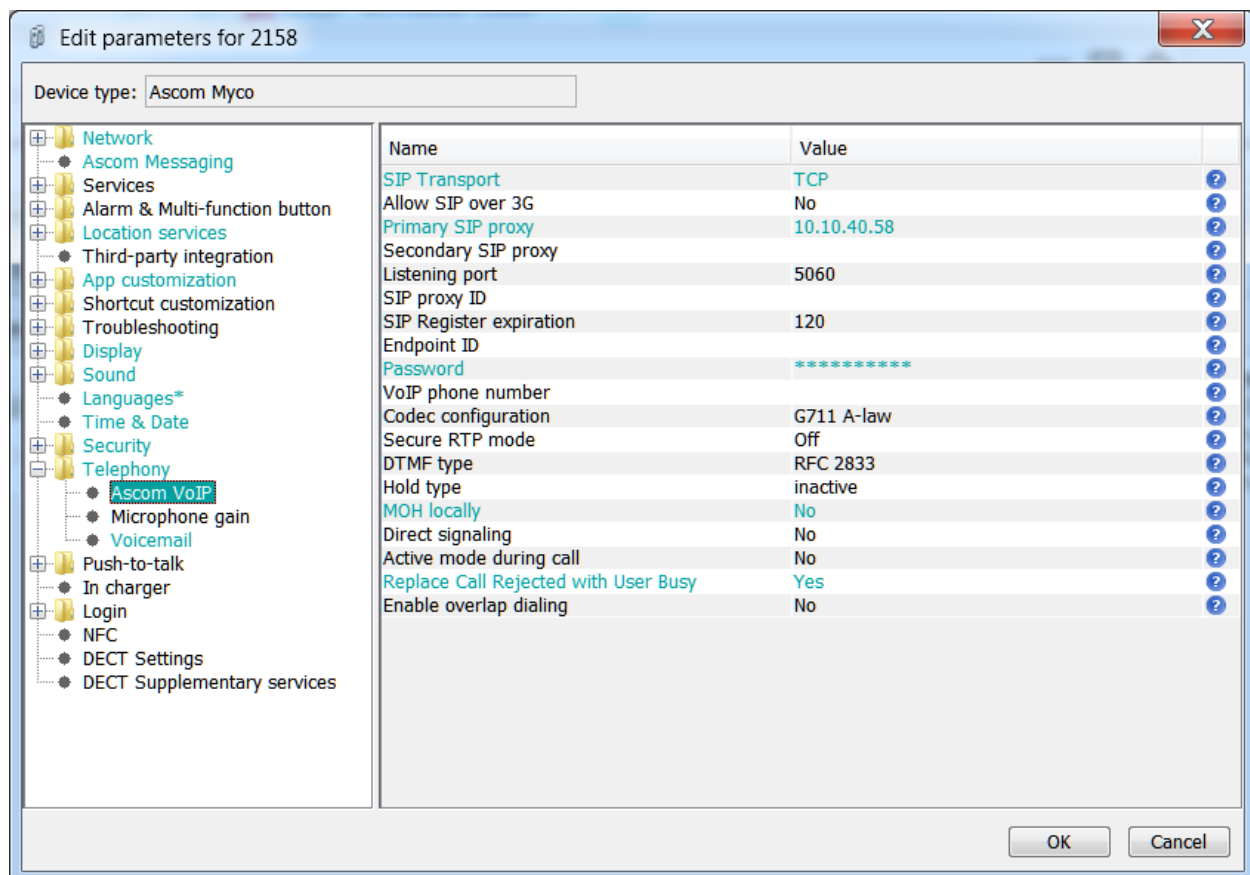 Edit parameters for 2158
Device type: Ascom Myco
Network
Ascom Messaging
Services
Alarm & Multi-function button
Location services
Third-party integration
App customization
Shortcut customization
Troubleshooting
Display
Sound
Languages*
Time & Date
Security
Telephony
Ascom VoIP
Microphone gain
Voicemail
Push-to-talk
In charger
Login
NFC
DECT Settings
DECT Supplementary services
Name Value
SIP Transport TCP
Allow SIP over 3G No
Primary SIP proxy 10.10.40.58
Secondary SIP proxy
Listening port 5060
SIP proxy ID
SIP Register expiration 120
Endpoint ID
Password **********
VoIP phone number
Codec configuration G711 A-law
Secure RTP mode Off
DTMF type RFC 2833
Hold type inactive
MOH locally No
Direct signaling No
Active mode during call No
Replace Call Rejected with User Busy Yes
Enable overlap dialing No
OK Cancel